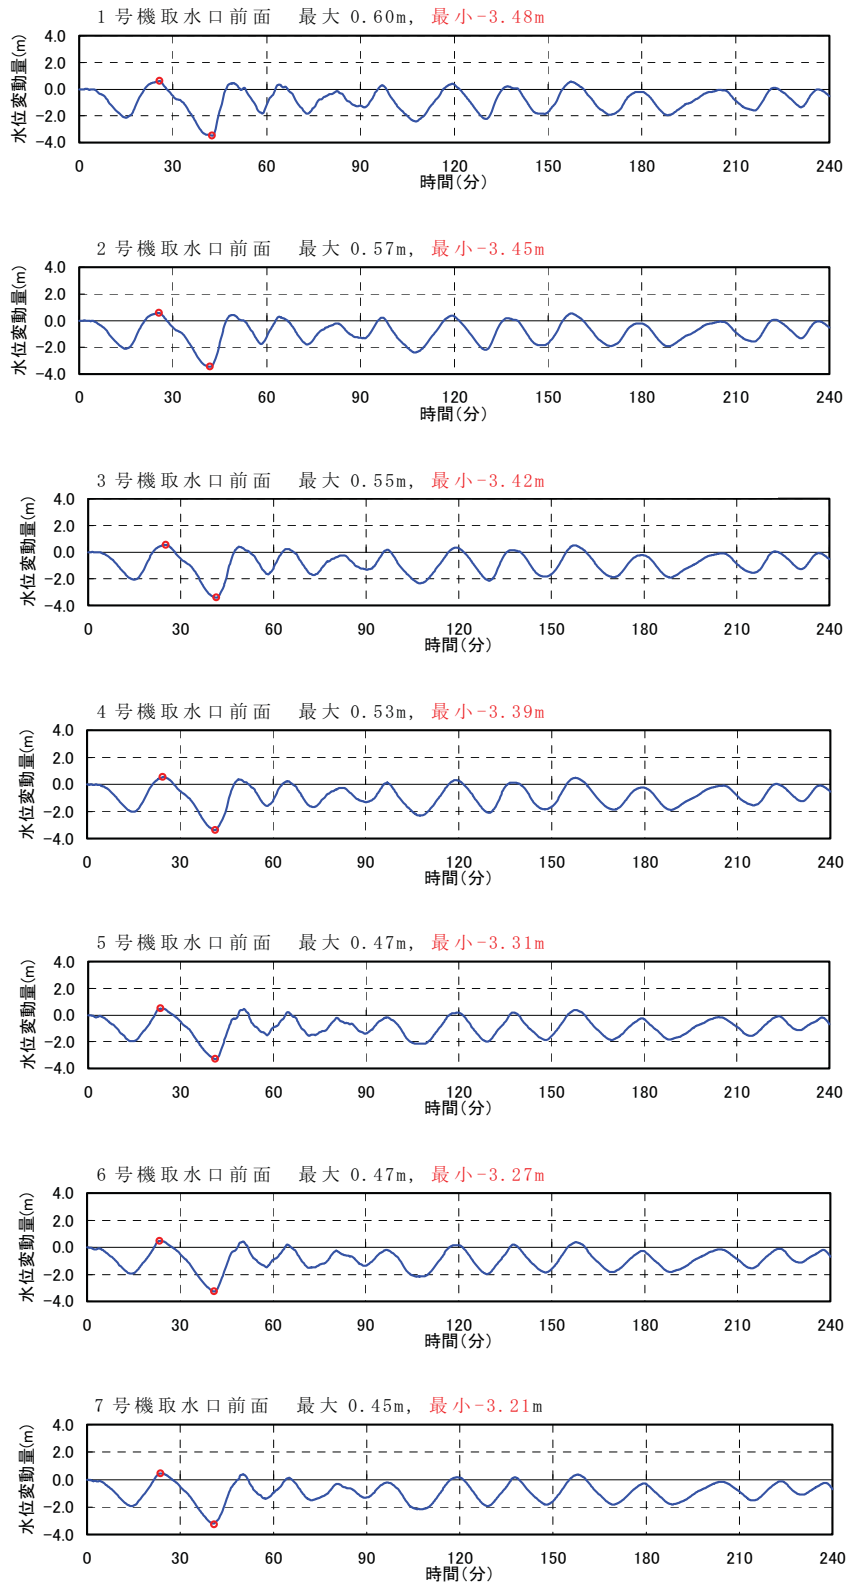 1号機取水口前面 最大 0.60m, 最小-3.48m
水位変動量(m)
4.0
2.0
0.0
-2.0
-4.0
0 30 60 90 120 150 180 210 240
時間(分)
2号機取水口前面 最大 0.57m, 最小-3.45m
水位変動量(m)
4.0
2.0
0.0
-2.0
-4.0
0 30 60 90 120 150 180 210 240
時間(分)
3号機取水口前面 最大 0.55m, 最小-3.42m
水位変動量(m)
4.0
2.0
0.0
-2.0
-4.0
0 30 60 90 120 150 180 210 240
時間(分)
4号機取水口前面 最大 0.53m, 最小-3.39m
水位変動量(m)
4.0
2.0
0.0
-2.0
-4.0
0 30 60 90 120 150 180 210 240
時間(分)
5号機取水口前面 最大 0.47m, 最小-3.31m
水位変動量(m)
4.0
2.0
0.0
-2.0
-4.0
0 30 60 90 120 150 180 210 240
時間(分)
6号機取水口前面 最大 0.47m, 最小-3.27m
水位変動量(m)
4.0
2.0
0.0
-2.0
-4.0
0 30 60 90 120 150 180 210 240
時間(分)
7号機取水口前面 最大 0.45m, 最小-3.21m
水位変動量(m)
4.0
2.0
0.0
-2.0
-4.0
0 30 60 90 120 150 180 210 240
時間(分)